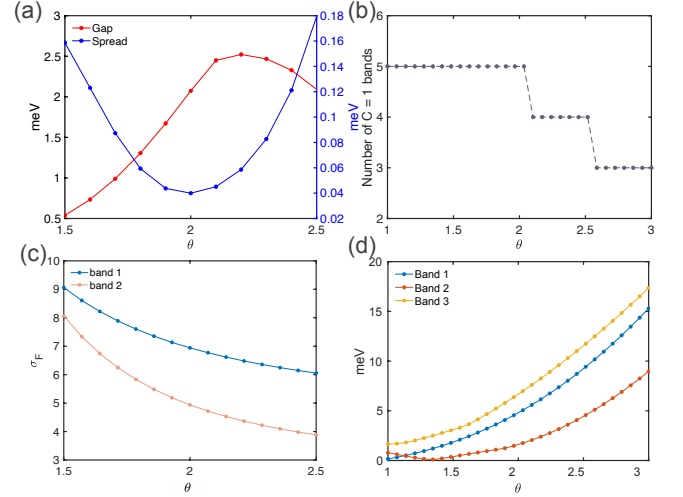 (a)
Gap
Spread
meV
3
2.5
2
1.5
1
0.5
1.5
2
2.5
θ
0.18
0.16
0.14
0.12
0.10
0.08
0.06
0.04
0.02
meV
(b)
Number of C = 1 bands
6
5
4
3
2
1
1.5
2
2.5
3
θ
(c)
band 1
band 2
σF
10
9
8
7
6
5
4
3
1.5
2
2.5
θ
(d)
Band 1
Band 2
Band 3
meV
20
15
10
5
0
1
1.5
2
2.5
3
θ